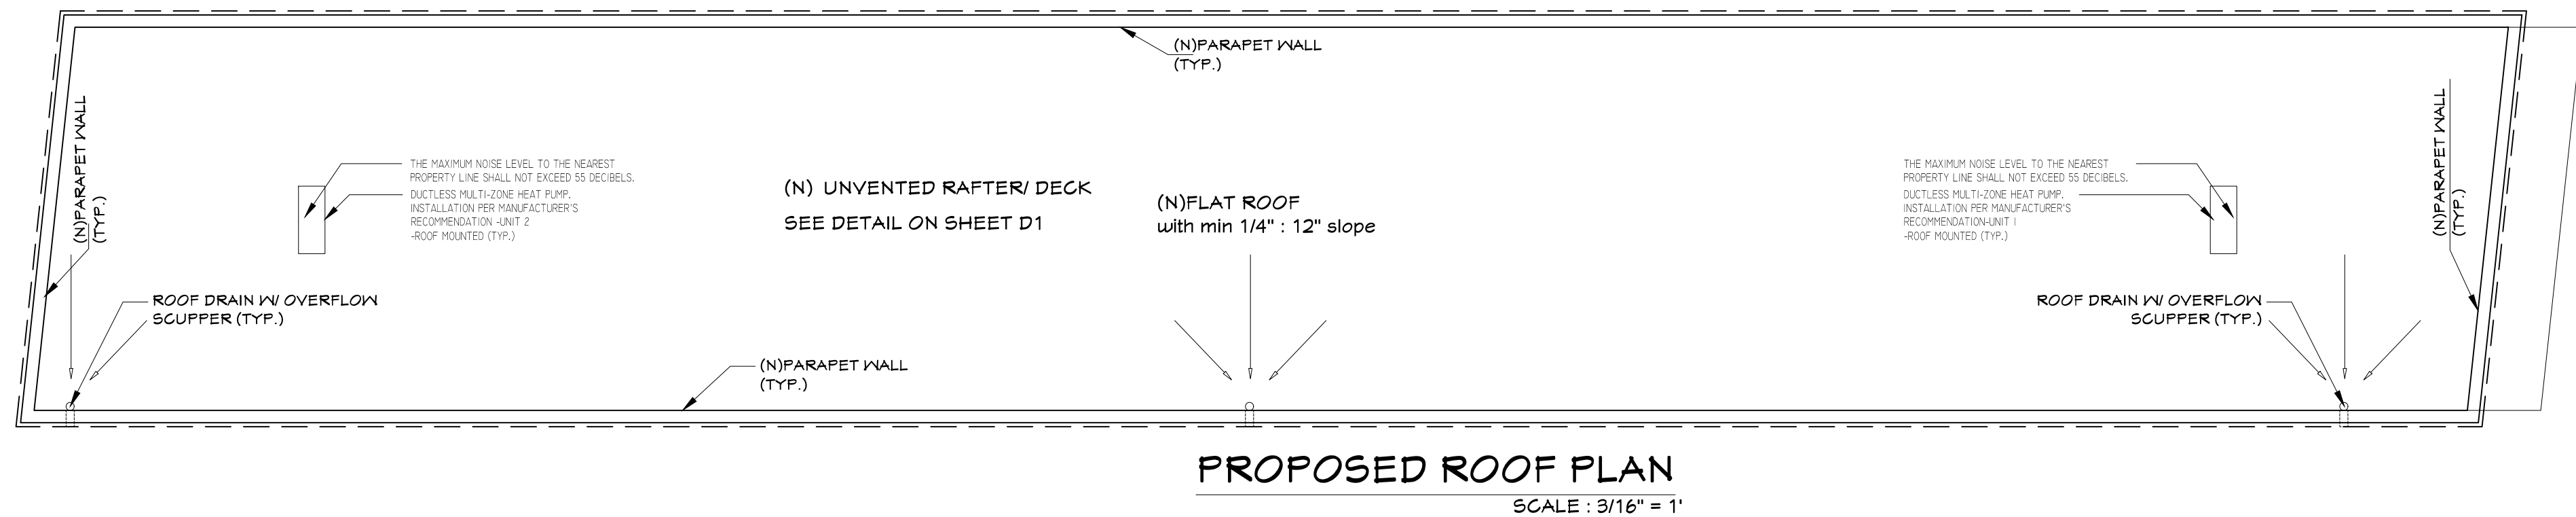 (N)PARAPET WALL
(TYP.)
(N)PARAPET WALL
(TYP.)
THE MAXIMUM NOISE LEVEL TO THE NEAREST
PROPERTY LINE SHALL NOT EXCEED 55 DECIBELS.
DUCTLESS MULTI-ZONE HEAT PUMP.
INSTALLATION PER MANUFACTURER'S
RECOMMENDATION -UNIT 2
-ROOF MOUNTED (TYP.)
(N) UNVENTED RAFTER/ DECK
SEE DETAIL ON SHEET D1
(N)FLAT ROOF
with min 1/4" : 12" slope
THE MAXIMUM NOISE LEVEL TO THE NEAREST
PROPERTY LINE SHALL NOT EXCEED 55 DECIBELS.
DUCTLESS MULTI-ZONE HEAT PUMP.
INSTALLATION PER MANUFACTURER'S
RECOMMENDATION-UNIT 1
-ROOF MOUNTED (TYP.)
(N)PARAPET WALL
(TYP.)
ROOF DRAIN W/ OVERFLOW
SCUPPER (TYP.)
ROOF DRAIN W/ OVERFLOW
SCUPPER (TYP.)
(N)PARAPET WALL
(TYP.)
PROPOSED ROOF PLAN
SCALE : 3/16" = 1'